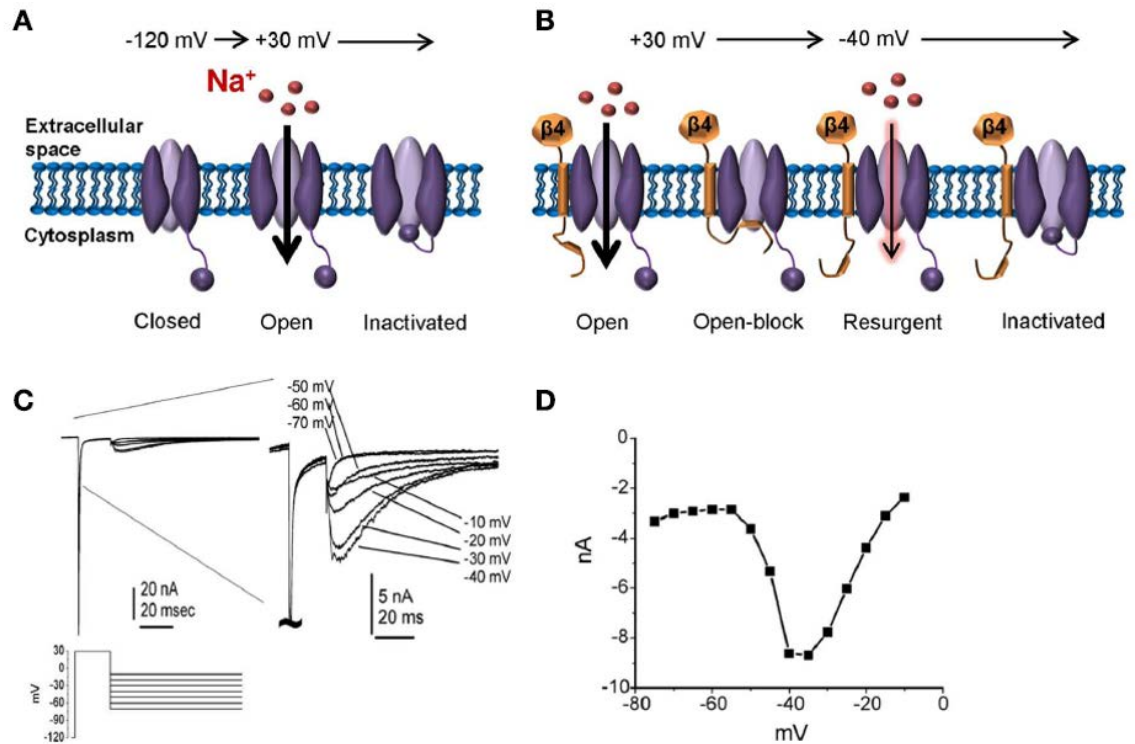 A
-120 mV
+30 mV
Na⁺
Extracellular
space
Cytoplasm
Closed
Open
Inactivated
B
+30 mV
-40 mV
β4
β4
β4
β4
Open
Open-block
Resurgent
Inactivated
C
-50 mV
-60 mV
-70 mV
-10 mV
-20 mV
-30 mV
-40 mV
20 nA
20 msec
5 nA
20 ms
30
0
-30
-60
-90
-120
mV
D
0
-2
-4
-6
-8
-10
nA
-80
-60
-40
-20
0
mV